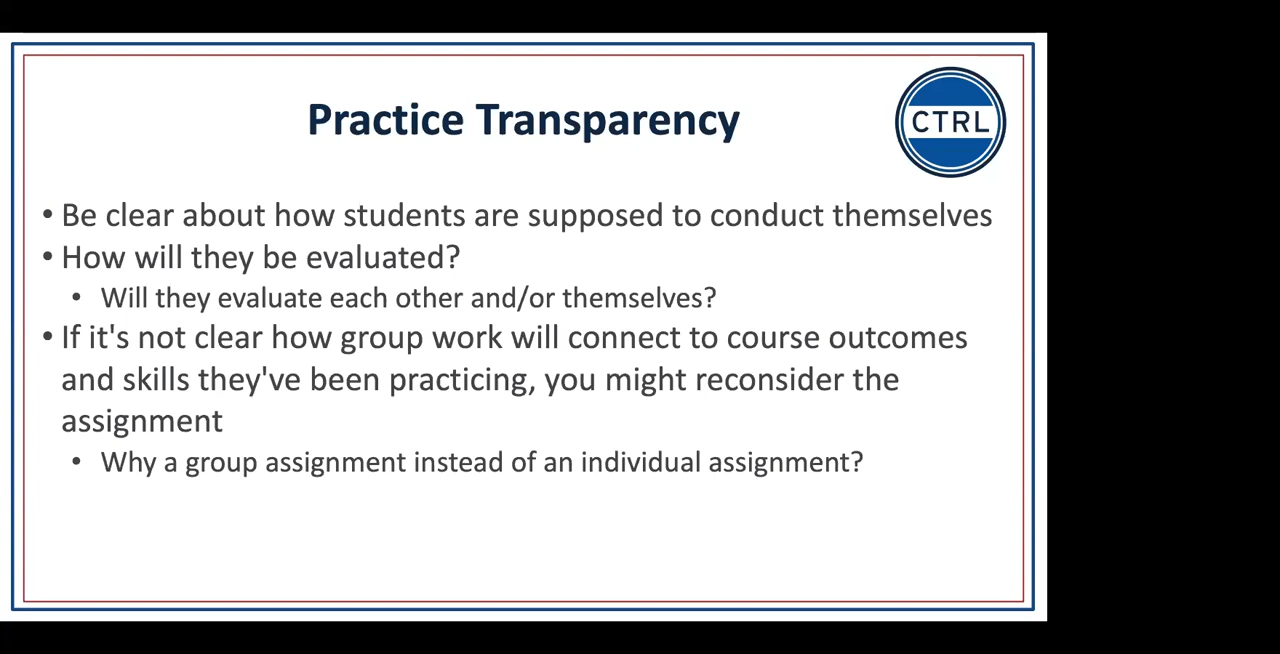 Practice Transparency
CTRL
• Be clear about how students are supposed to conduct themselves
• How will they be evaluated?
• Will they evaluate each other and/or themselves?
• If it's not clear how group work will connect to course outcomes
and skills they've been practicing, you might reconsider the
assignment
• Why a group assignment instead of an individual assignment?